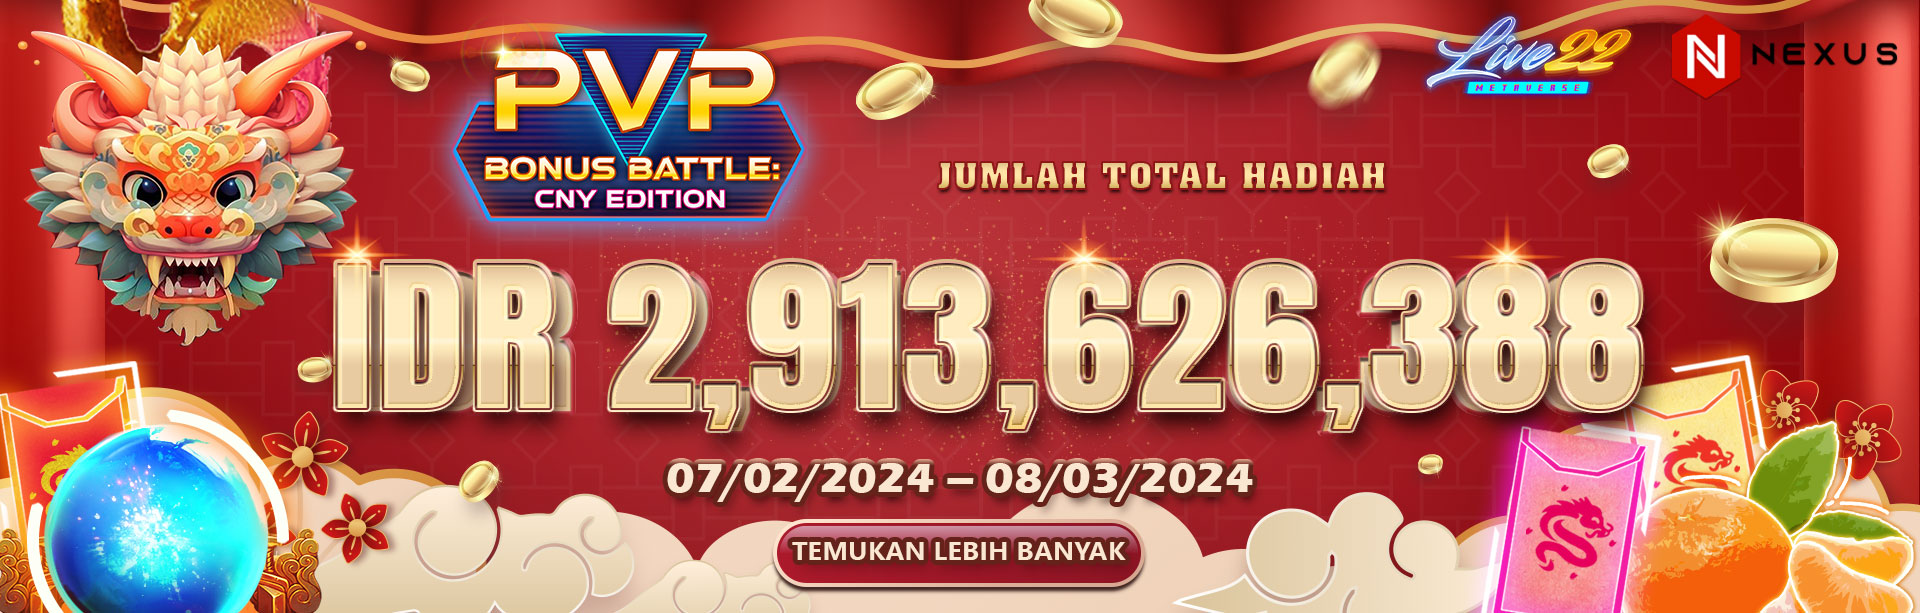 Live22
METAVERSE
NEXUS
PVP
BONUS BATTLE:
CNY EDITION
JUMLAH TOTAL HADIAH
IDR 2,913,626,388
07/02/2024 – 08/03/2024
TEMUKAN LEBIH BANYAK